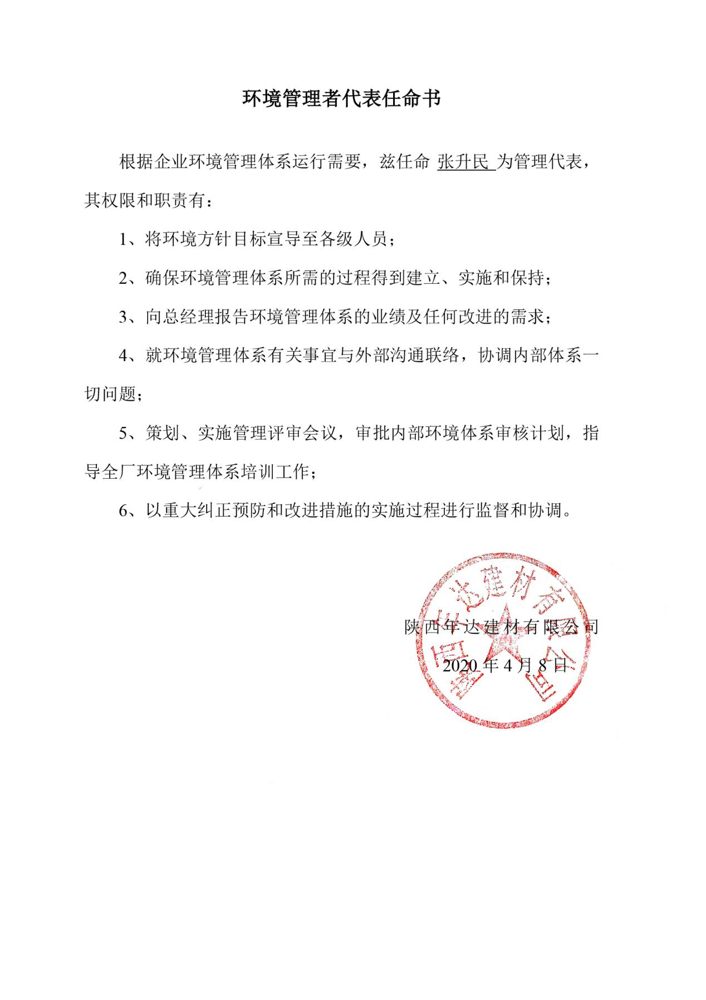 环境管理者代表任命书
根据企业环境管理体系运行需要，兹任命 张升民 为管理代表，
其权限和职责有：
1、将环境方针目标宣导至各级人员；
2、确保环境管理体系所需的过程得到建立、实施和保持；
3、向总经理报告环境管理体系的业绩及任何改进的需求；
4、就环境管理体系有关事宜与外部沟通联络，协调内部体系一
切问题；
5、策划、实施管理评审会议，审批内部环境体系审核计划，指
导全厂环境管理体系培训工作；
6、以重大纠正预防和改进措施的实施过程进行监督和协调。
陕西年达建材有限公司
陕西年达建材有限公司
2020 年 4 月 8 日